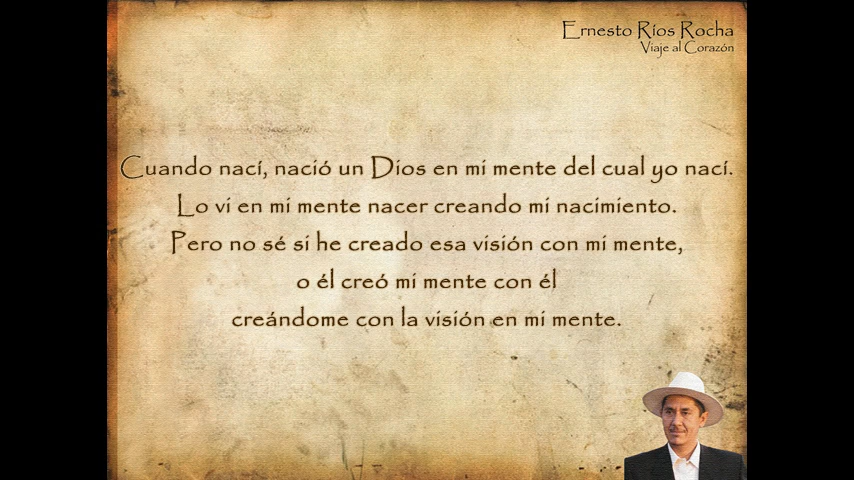 Ernesto Ríos Rocha
Viaje al Corazón
Cuando nací, nació un Dios en mi mente del cual yo nací.
Lo vi en mi mente nacer creando mi nacimiento.
Pero no sé si he creado esa visión con mi mente,
o él creó mi mente con él
creándome con la visión en mi mente.